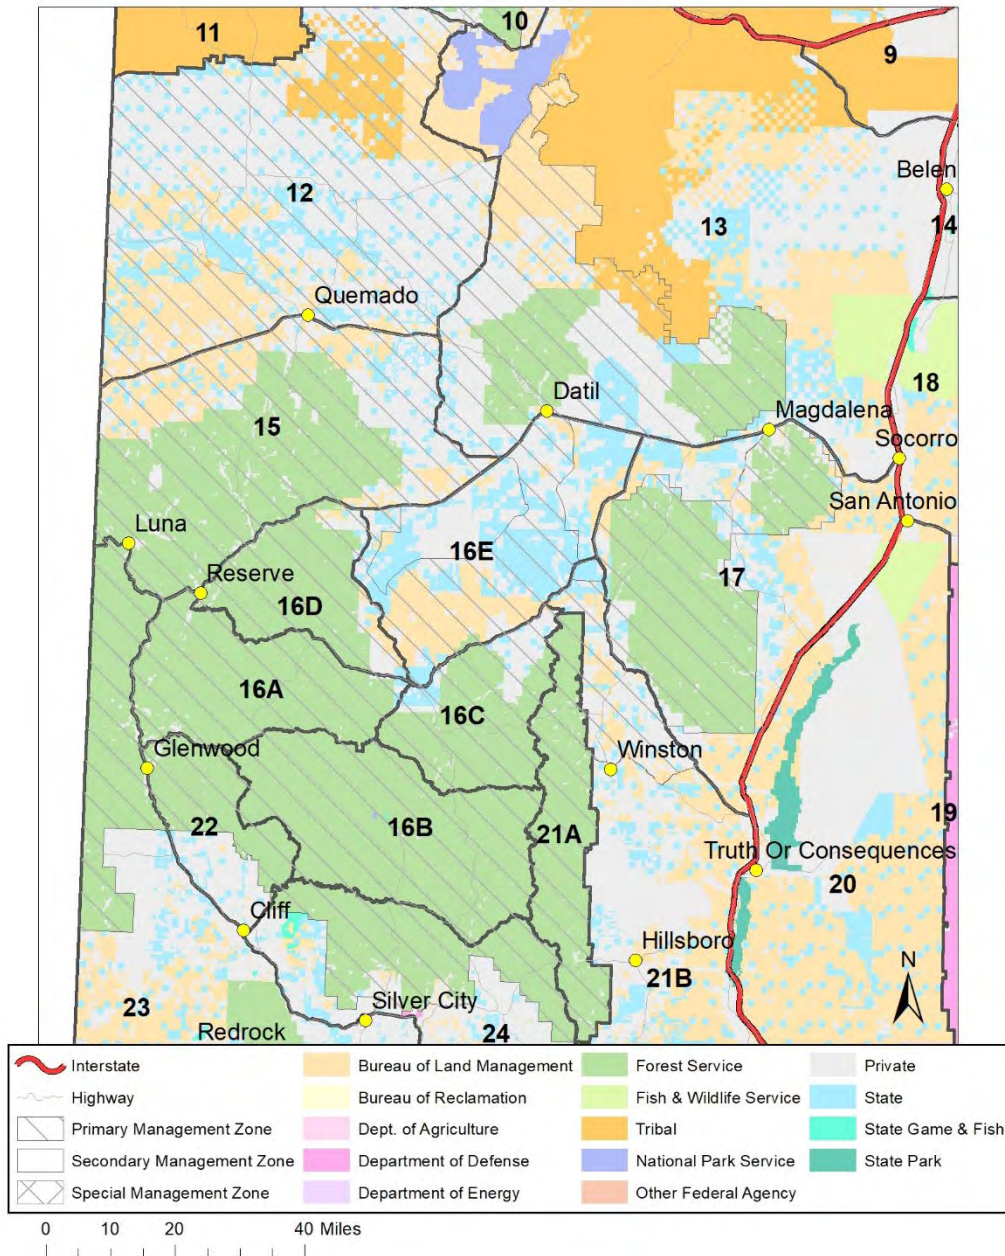 10
11
9
Belen
12
13
14
Quemado
18
Datil
15
Magdalena
Socorro
San Antonio
Luna
16E
Reserve
17
16D
16A
16C
Glenwood
Winston
16B
22
21A
19
Truth Or Consequences
20
Cliff
Hillsboro
N
21B
23
Silver City
Redrock
24
Interstate
Highway
Primary Management Zone
Secondary Management Zone
Special Management Zone
Bureau of Land Management
Bureau of Reclamation
Dept. of Agriculture
Department of Defense
Department of Energy
Forest Service
Fish & Wildlife Service
Tribal
National Park Service
Other Federal Agency
Private
State
State Game & Fish
State Park
0 10 20 40 Miles